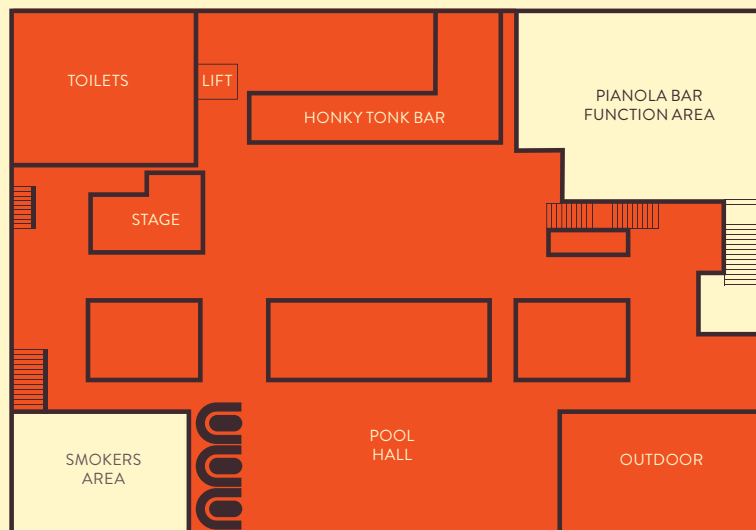 TOILETS
LIFT
HONKY TONK BAR
PIANOLA BAR
FUNCTION AREA
STAGE
POOL
HALL
SMOKERS
AREA
OUTDOOR